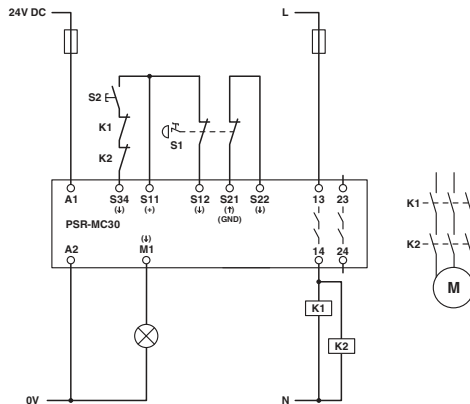 24V DC
L
S2
K1
K2
S1
A1
S34
(↓)
S11
(+)
S12
(↓)
S21
(↑)
(GND)
S22
(↓)
13
23
PSR-MC30
A2
(↓)
M1
14
24
K1
K2
K1
K2
M
0V
N